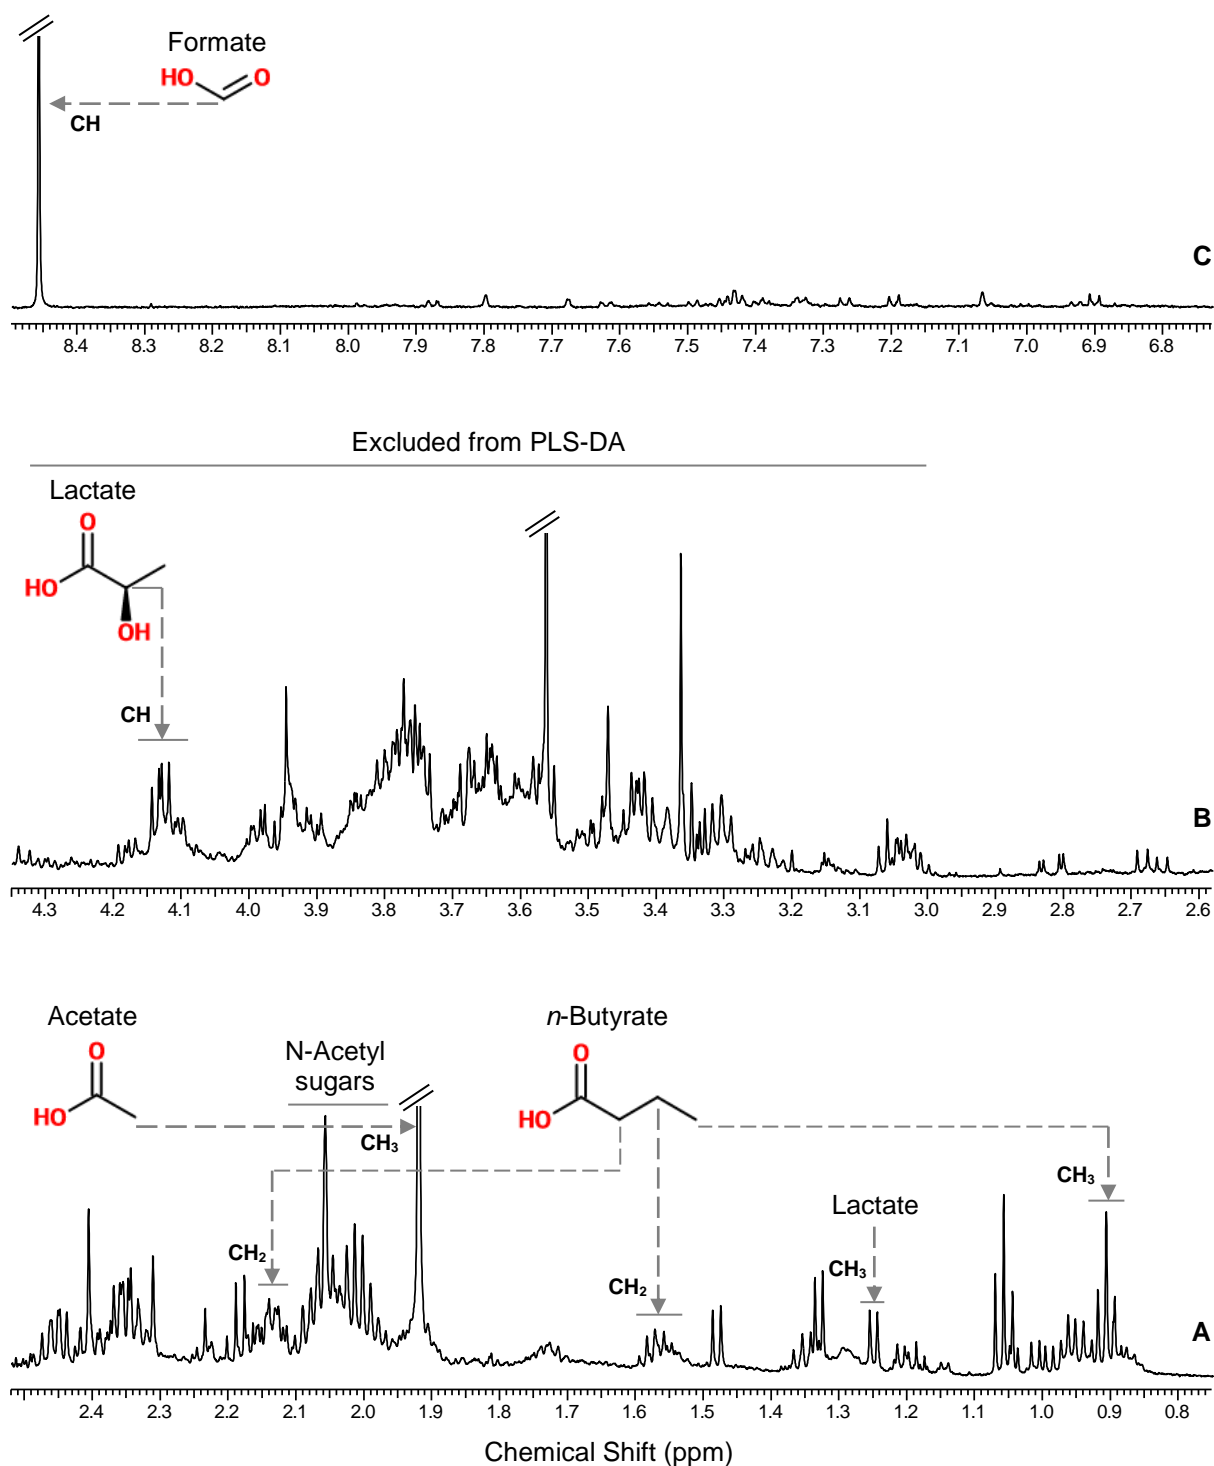 Formate
HO
O
CH
C
8.4 8.3 8.2 8.1 8.0 7.9 7.8 7.7 7.6 7.5 7.4 7.3 7.2 7.1 7.0 6.9 6.8
Excluded from PLS-DA
Lactate
O
HO
OH
CH
B
4.3 4.2 4.1 4.0 3.9 3.8 3.7 3.6 3.5 3.4 3.3 3.2 3.1 3.0 2.9 2.8 2.7 2.6
Acetate
n-Butyrate
O
N-Acetyl
sugars
O
HO
CH₃
HO
CH₃
Lactate
CH₂
CH₂
CH₃
A
2.4 2.3 2.2 2.1 2.0 1.9 1.8 1.7 1.6 1.5 1.4 1.3 1.2 1.1 1.0 0.9 0.8
Chemical Shift (ppm)